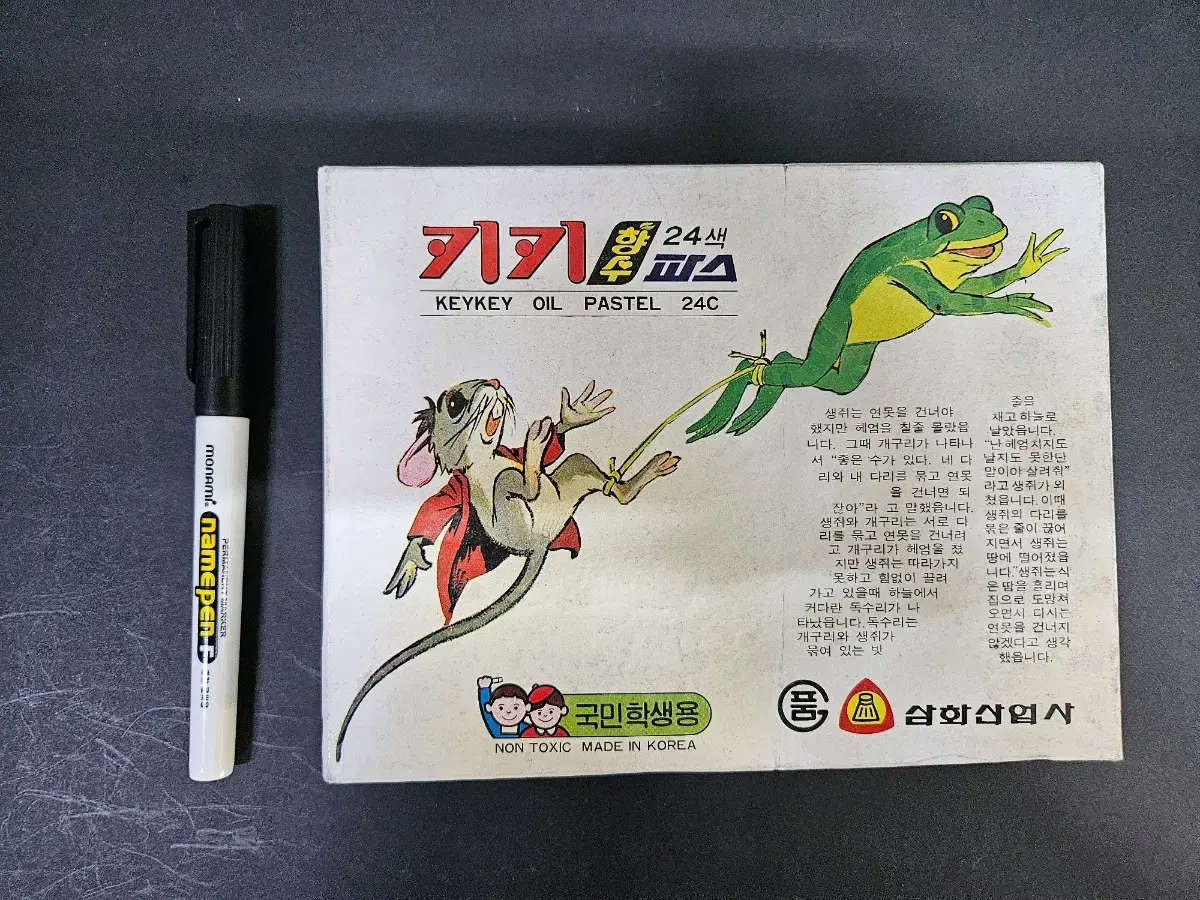 키키 향수 24색 파스
KEYKEY OIL PASTEL 24C
생쥐는 연못을 건너야
했지만 헤엄을 칠줄 몰랐읍
니다. 그때 개구리가 나타나
서 “좋은 수가 있다. 네 다
리와 내 다리를 묶고 연못
을 건너면 되
잖아”라 고 말했읍니다.
생쥐와 개구리는 서로 다
리를 묶고 연못을 건너려
고 개구리가 헤엄을 쳤
지만 생쥐는 따라가지
못하고 힘없이 끌려
가고 있을때 하늘에서
커다란 독수리가 나
타났읍니다. 독수리는
개구리와 생쥐가
묶여 있는 밧
줄을
채고 하늘로
날았읍니다.
“난 헤엄치지도
날지도 못한단
말이야 살려줘”
라고 생쥐가 외
쳤읍니다. 이때
생쥐의 다리를
묶은 줄이 끊어
지면서 생쥐는
땅에 떨어졌읍
니다.”생쥐는 식
은 땀을 흘리며
집으로 도망쳐
오면서 다시는
연못을 건너지
않겠다고 생각
했읍니다.
국민학생용
NON TOXIC MADE IN KOREA
품
삼화산업사
monami
namepen F
PERMANENT MARKER